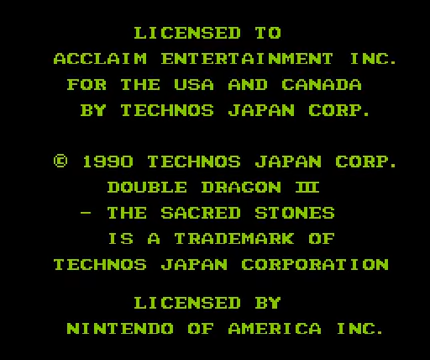 LICENSED TO
ACCLAIM ENTERTAINMENT INC.
FOR THE USA AND CANADA
BY TECHNOS JAPAN CORP.
© 1990 TECHNOS JAPAN CORP.
DOUBLE DRAGON III
- THE SACRED STONES
IS A TRADEMARK OF
TECHNOS JAPAN CORPORATION
LICENSED BY
NINTENDO OF AMERICA INC.